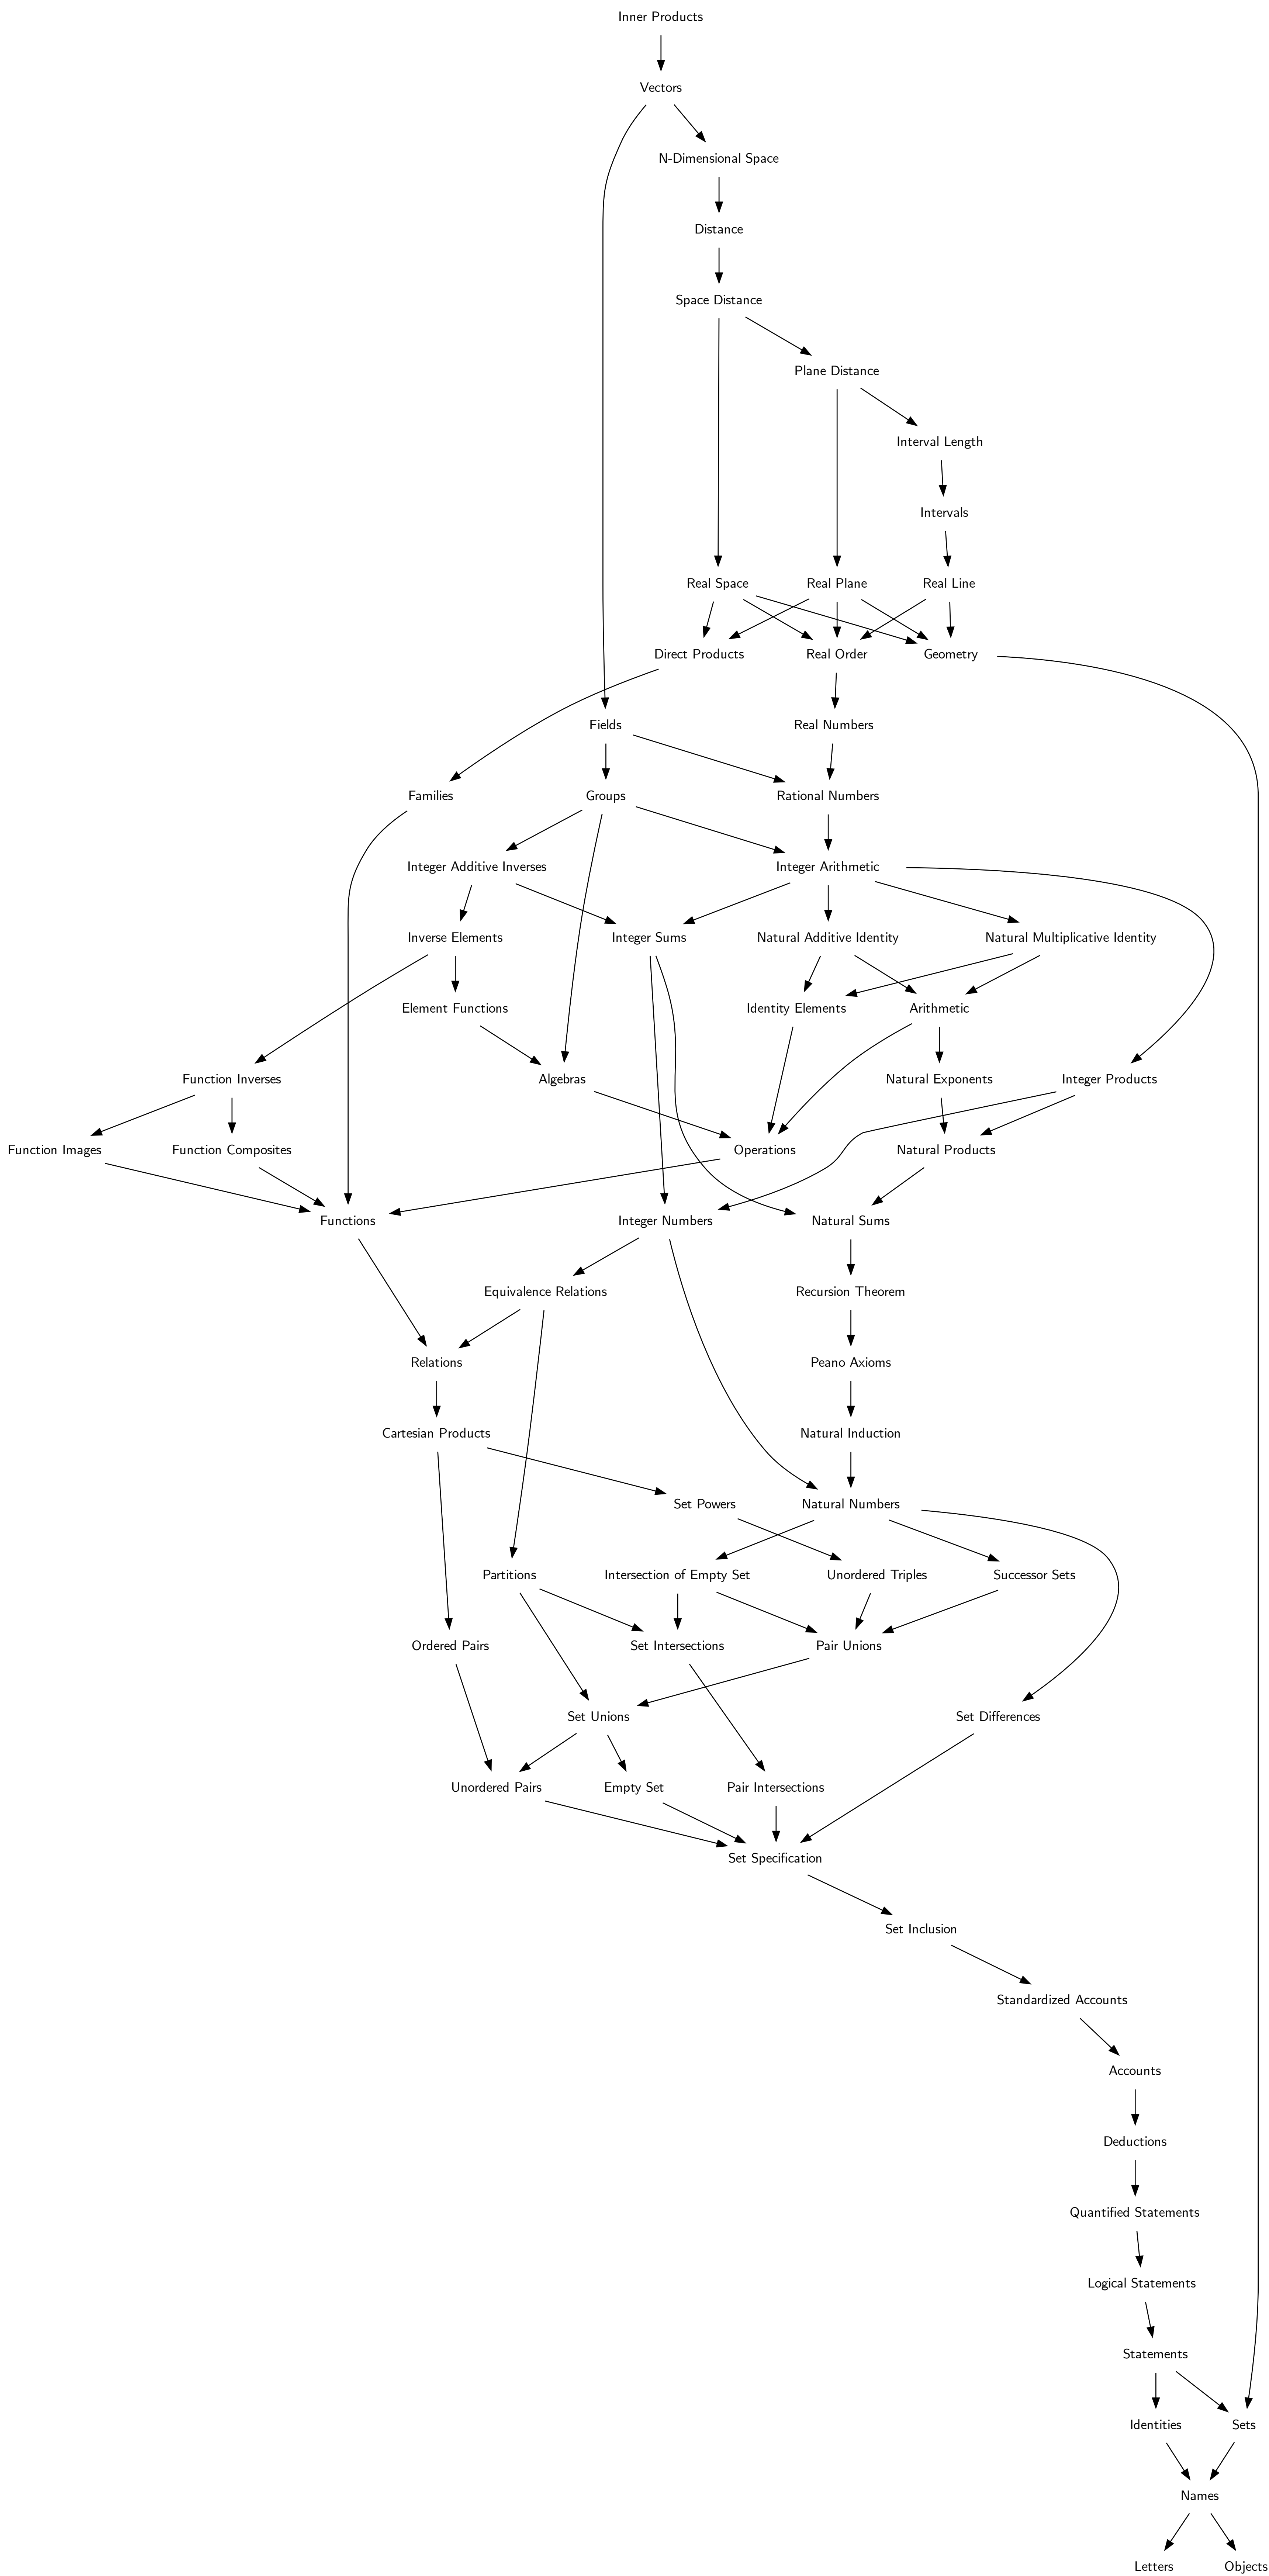 Inner Products
Vectors
N-Dimensional Space
Distance
Space Distance
Plane Distance
Interval Length
Intervals
Real Space
Real Plane
Real Line
Direct Products
Real Order
Geometry
Fields
Real Numbers
Families
Groups
Rational Numbers
Integer Additive Inverses
Integer Arithmetic
Inverse Elements
Integer Sums
Natural Additive Identity
Natural Multiplicative Identity
Element Functions
Identity Elements
Arithmetic
Function Inverses
Algebras
Natural Exponents
Integer Products
Function Images
Function Composites
Operations
Natural Products
Functions
Integer Numbers
Natural Sums
Equivalence Relations
Recursion Theorem
Relations
Peano Axioms
Cartesian Products
Natural Induction
Set Powers
Natural Numbers
Partitions
Intersection of Empty Set
Unordered Triples
Successor Sets
Ordered Pairs
Set Intersections
Pair Unions
Set Unions
Set Differences
Unordered Pairs
Empty Set
Pair Intersections
Set Specification
Set Inclusion
Standardized Accounts
Accounts
Deductions
Quantified Statements
Logical Statements
Statements
Identities
Sets
Names
Letters
Objects